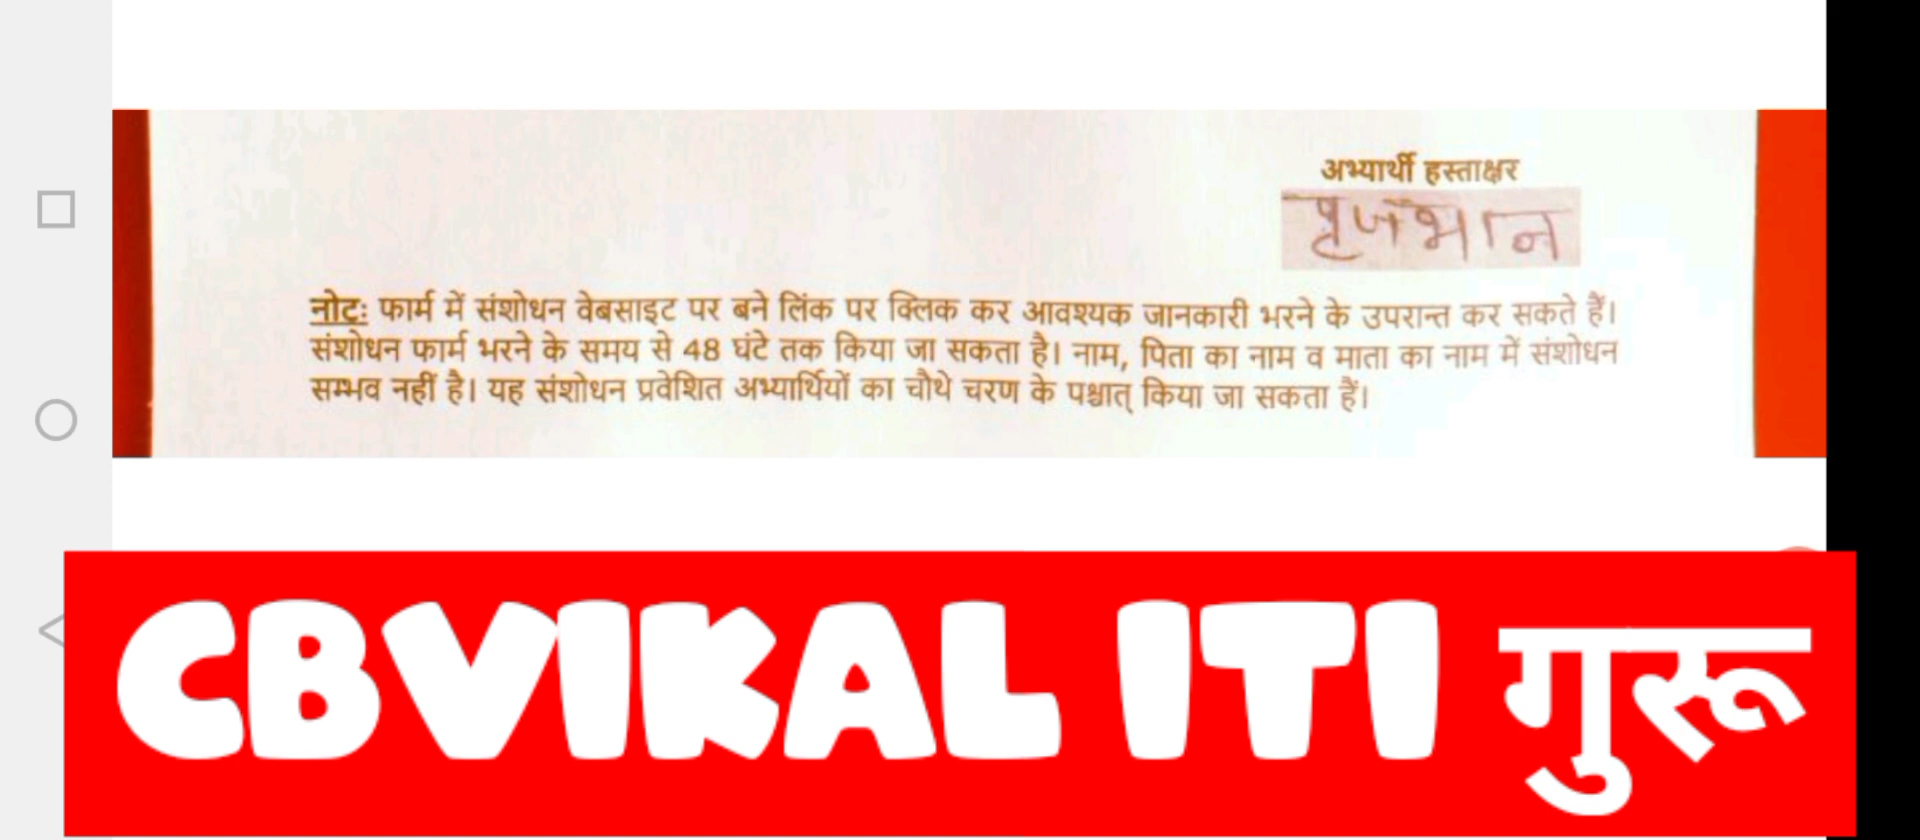 अभ्यार्थी हस्ताक्षर
बृजभान
नोट: फार्म में संशोधन वेबसाइट पर बने लिंक पर क्लिक कर आवश्यक जानकारी भरने के उपरान्त कर सकते हैं।
संशोधन फार्म भरने के समय से 48 घंटे तक किया जा सकता है। नाम, पिता का नाम व माता का नाम में संशोधन
सम्भव नहीं है। यह संशोधन प्रवेशित अभ्यार्थियों का चौथे चरण के पश्चात् किया जा सकता हैं।
CBVIKAL ITI गुरू